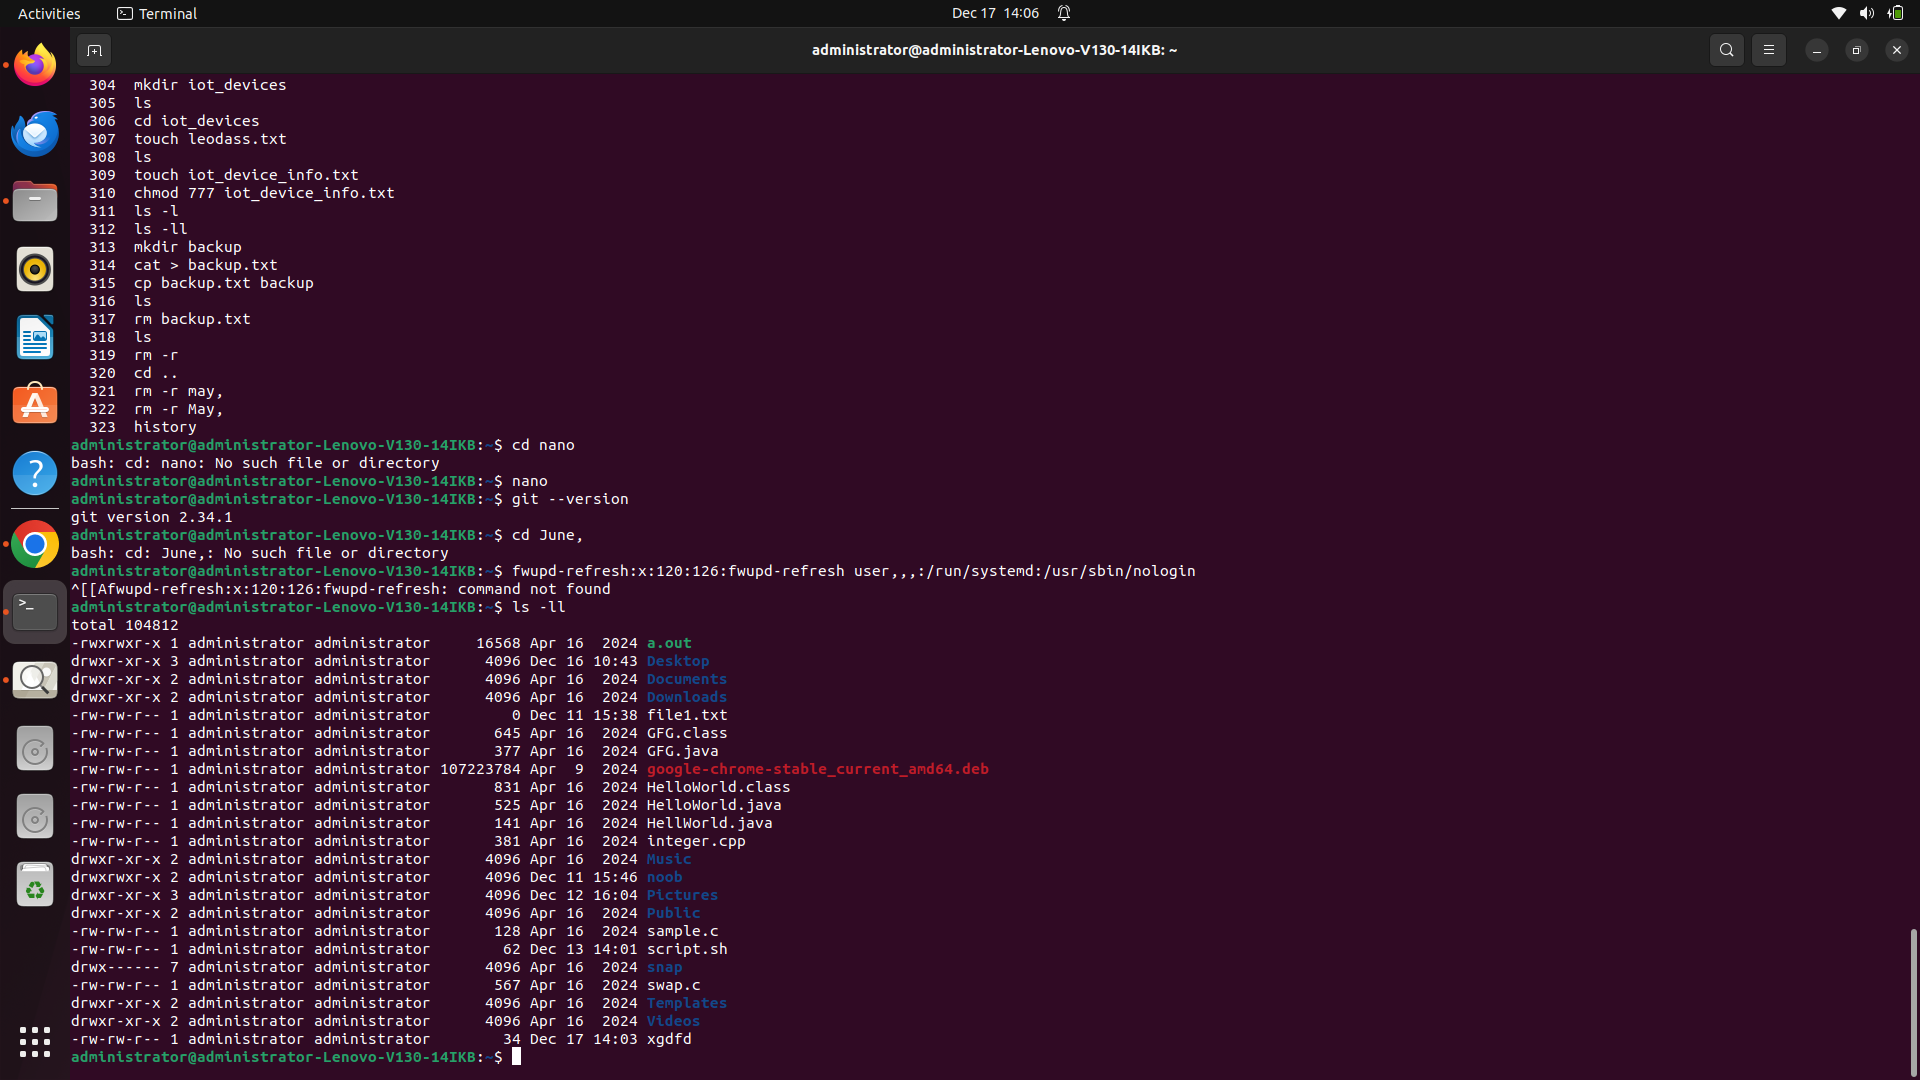 Activities Terminal Dec 17 14:06
administrator@administrator-Lenovo-V130-14IKB: ~
304 mkdir iot_devices
305 ls
306 cd iot_devices
307 touch leodass.txt
308 ls
309 touch iot_device_info.txt
310 chmod 777 iot_device_info.txt
311 ls -l
312 ls -ll
313 mkdir backup
314 cat > backup.txt
315 cp backup.txt backup
316 ls
317 rm backup.txt
318 ls
319 rm -r
320 cd ..
321 rm -r may,
322 rm -r May,
323 history
administrator@administrator-Lenovo-V130-14IKB:~$ cd nano
bash: cd: nano: No such file or directory
administrator@administrator-Lenovo-V130-14IKB:~$ nano
administrator@administrator-Lenovo-V130-14IKB:~$ git --version
git version 2.34.1
administrator@administrator-Lenovo-V130-14IKB:~$ cd June,
bash: cd: June,: No such file or directory
administrator@administrator-Lenovo-V130-14IKB:~$ fwupd-refresh:x:120:126:fwupd-refresh user,,,:/run/systemd:/usr/sbin/nologin
^[[Afwupd-refresh:x:120:126:fwupd-refresh: command not found
administrator@administrator-Lenovo-V130-14IKB:~$ ls -ll
total 104812
-rwxrwxr-x 1 administrator administrator 16568 Apr 16 2024 a.out
drwxr-xr-x 3 administrator administrator 4096 Dec 16 10:43 Desktop
drwxr-xr-x 2 administrator administrator 4096 Apr 16 2024 Documents
drwxr-xr-x 2 administrator administrator 4096 Apr 16 2024 Downloads
-rw-rw-r-- 1 administrator administrator 0 Dec 11 15:38 file1.txt
-rw-rw-r-- 1 administrator administrator 645 Apr 16 2024 GFG.class
-rw-rw-r-- 1 administrator administrator 377 Apr 16 2024 GFG.java
-rw-rw-r-- 1 administrator administrator 107223784 Apr 9 2024 google-chrome-stable_current_amd64.deb
-rw-rw-r-- 1 administrator administrator 831 Apr 16 2024 HelloWorld.class
-rw-rw-r-- 1 administrator administrator 525 Apr 16 2024 HelloWorld.java
-rw-rw-r-- 1 administrator administrator 141 Apr 16 2024 HellWorld.java
-rw-rw-r-- 1 administrator administrator 381 Apr 16 2024 integer.cpp
drwxr-xr-x 2 administrator administrator 4096 Apr 16 2024 Music
drwxrwxr-x 2 administrator administrator 4096 Dec 11 15:46 noob
drwxr-xr-x 3 administrator administrator 4096 Dec 12 16:04 Pictures
drwxr-xr-x 2 administrator administrator 4096 Apr 16 2024 Public
-rw-rw-r-- 1 administrator administrator 128 Apr 16 2024 sample.c
-rw-rw-r-- 1 administrator administrator 62 Dec 13 14:01 script.sh
drwx------ 7 administrator administrator 4096 Apr 16 2024 snap
-rw-rw-r-- 1 administrator administrator 567 Apr 16 2024 swap.c
drwxr-xr-x 2 administrator administrator 4096 Apr 16 2024 Templates
drwxr-xr-x 2 administrator administrator 4096 Apr 16 2024 Videos
-rw-rw-r-- 1 administrator administrator 34 Dec 17 14:03 xgdfd
administrator@administrator-Lenovo-V130-14IKB:~$